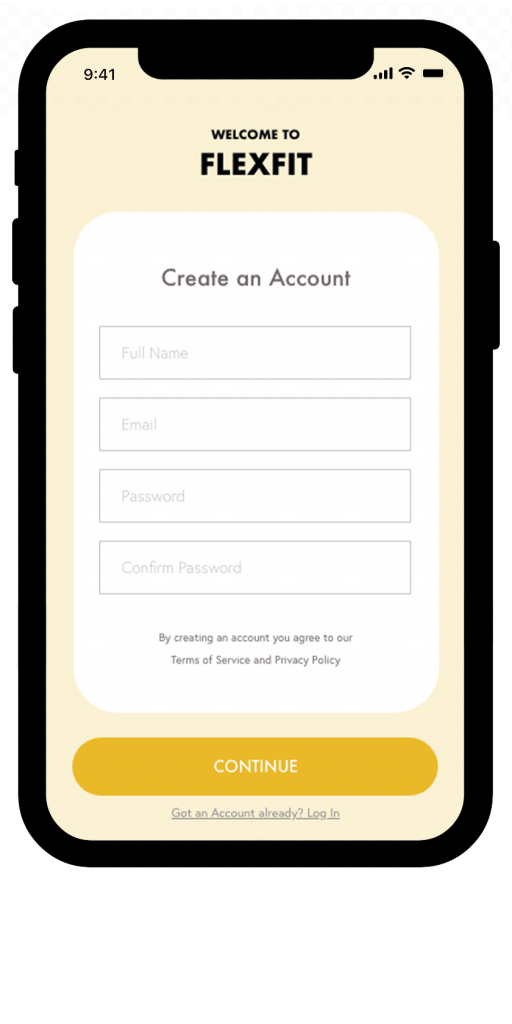 9:41
WELCOME TO
FLEXFIT
Create an Account
Full Name
Email
Password
Confirm Password
By creating an account you agree to our
Terms of Service and Privacy Policy
CONTINUE
Got an Account already? Log In